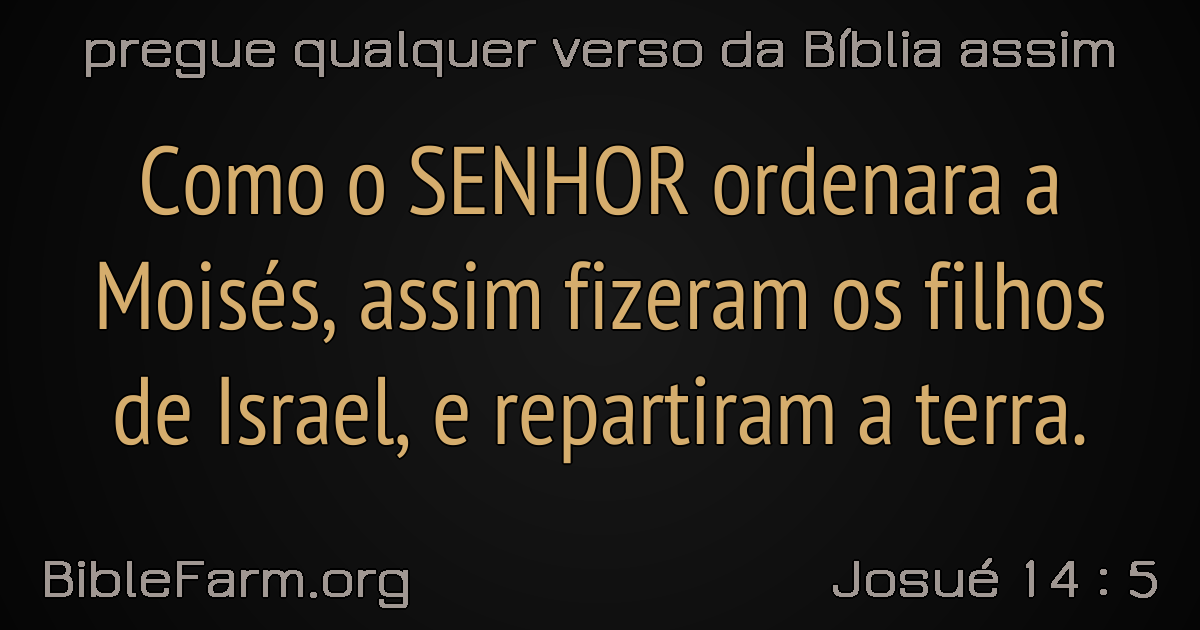 pregue qualquer verso da Bíblia assim
Como o SENHOR ordenara a
Moisés, assim fizeram os filhos
de Israel, e repartiram a terra.
BibleFarm.org
Josué 14 : 5